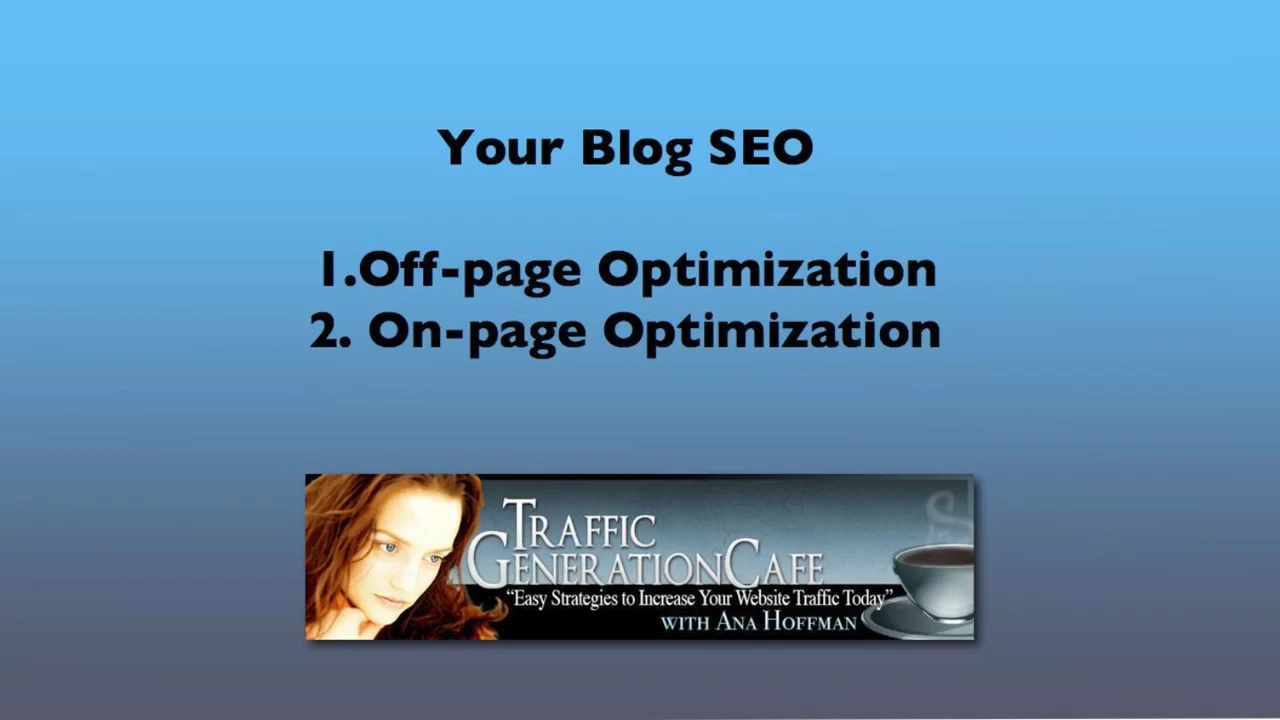 Your Blog SEO
1.Off-page Optimization
2. On-page Optimization
TRAFFIC
GENERATIONCAFE
“Easy Strategies to Increase Your Website Traffic Today”
WITH ANA HOFFMAN